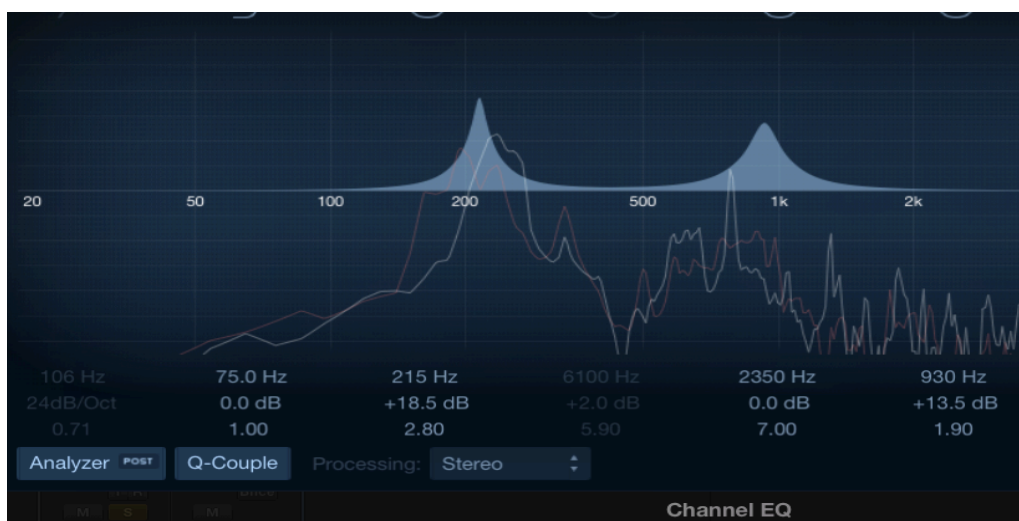 20 50 100 200 500 1k 2k
106 Hz 75.0 Hz 215 Hz 6100 Hz 2350 Hz 930 Hz
24dB/Oct 0.0 dB +18.5 dB +2.0 dB 0.0 dB +13.5 dB
0.71 1.00 2.80 5.90 7.00 1.90
Analyzer POST Q-Couple Processing: Stereo
M S M Channel EQ